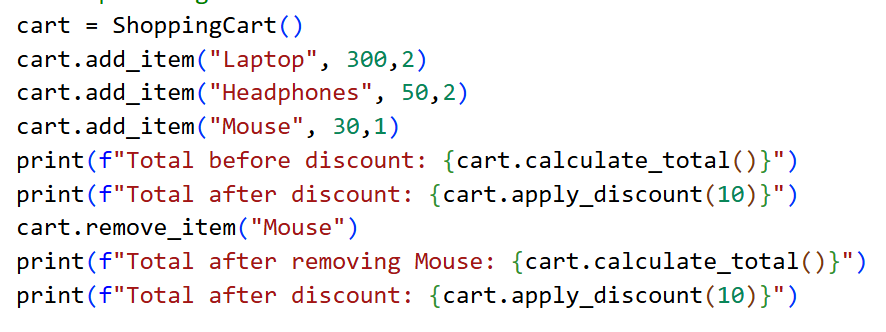 cart = ShoppingCart()
cart.add_item("Laptop", 300,2)
cart.add_item("Headphones", 50,2)
cart.add_item("Mouse", 30,1)
print(f"Total before discount: {cart.calculate_total()}")
print(f"Total after discount: {cart.apply_discount(10)}")
cart.remove_item("Mouse")
print(f"Total after removing Mouse: {cart.calculate_total()}")
print(f"Total after discount: {cart.apply_discount(10)}")